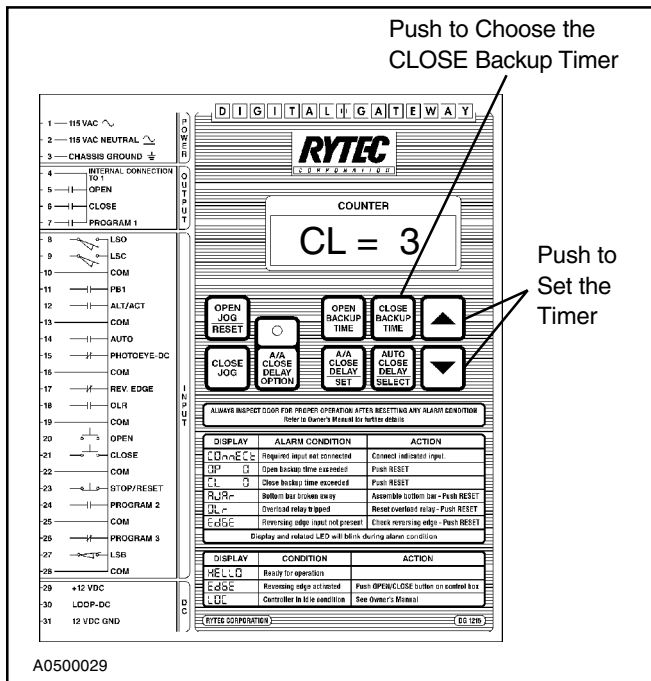 Push to Choose the
CLOSE Backup Timer
DIGITAL GATEWAY
1 115 VAC
2 115 VAC NEUTRAL
3 CHASSIS GROUND
POWER
4 INTERNAL CONNECTION
TO 1
5 OPEN
6 CLOSE
7 PROGRAM 1
OUTPUT
8 LSO
9 LSC
10 COM
11 PB1
12 ALT/ACT
13 COM
14 AUTO
15 PHOTOEYE-DC
16 COM
17 REV. EDGE
18 OLR
19 COM
20 OPEN
21 CLOSE
22 COM
23 STOP/RESET
24 PROGRAM 2
25 COM
26 PROGRAM 3
27 LSB
28 COM
INPUT
29 +12 VDC
30 LOOP-DC
31 12 VDC GND
DC
RYTEC
CORPORATION
COUNTER
CL = 3
Push to
Set the
Timer
OPEN
JOG
RESET
OPEN
BACKUP
TIME
CLOSE
BACKUP
TIME
CLOSE
JOG
A/A
CLOSE
DELAY
OPTION
A/A
CLOSE
DELAY
SET
AUTO
CLOSE
DELAY
SELECT
ALWAYS INSPECT DOOR FOR PROPER OPERATION AFTER RESETTING ANY ALARM CONDITION
Refer to Owner's Manual for further details
DISPLAY ALARM CONDITION ACTION
COnnECt Required input not connected Connect indicated input.
OP 0 Open backup time exceeded Push RESET
CL 0 Close backup time exceeded Push RESET
AJAr Bottom bar broken away Assemble bottom bar - Push RESET
OLr Overload relay tripped Reset overload relay - Push RESET
EdGE Reversing edge input not present Check reversing edge - Push RESET
Display and related LED will blink during alarm condition
DISPLAY CONDITION ACTION
HELLO Ready for operation
EdGE Reversing edge activated Push OPEN/CLOSE button on control box
LOC Controller in idle condition See Owner's Manual
RYTEC CORPORATION DG 1215
A0500029